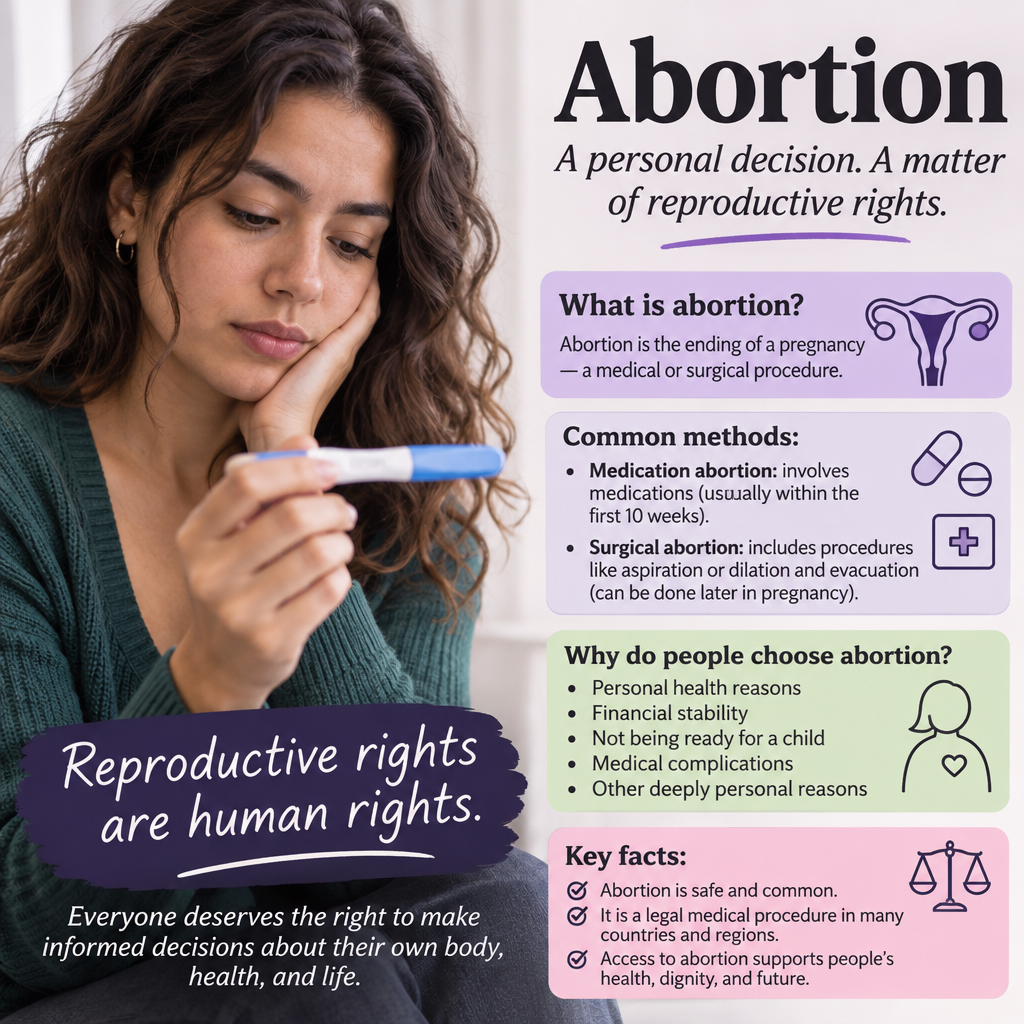 Abortion
A personal decision. A matter
of reproductive rights.
What is abortion?
Abortion is the ending of a pregnancy
— a medical or surgical procedure.
Common methods:
• Medication abortion: involves
medications (usually within the
first 10 weeks).
• Surgical abortion: includes procedures
like aspiration or dilation and evacuation
(can be done later in pregnancy).
Why do people choose abortion?
• Personal health reasons
• Financial stability
• Not being ready for a child
• Medical complications
• Other deeply personal reasons
Key facts:
Abortion is safe and common.
It is a legal medical procedure in many
countries and regions.
Access to abortion supports people's
health, dignity, and future.
Reproductive rights
are human rights.
Everyone deserves the right to make
informed decisions about their own body,
health, and life.